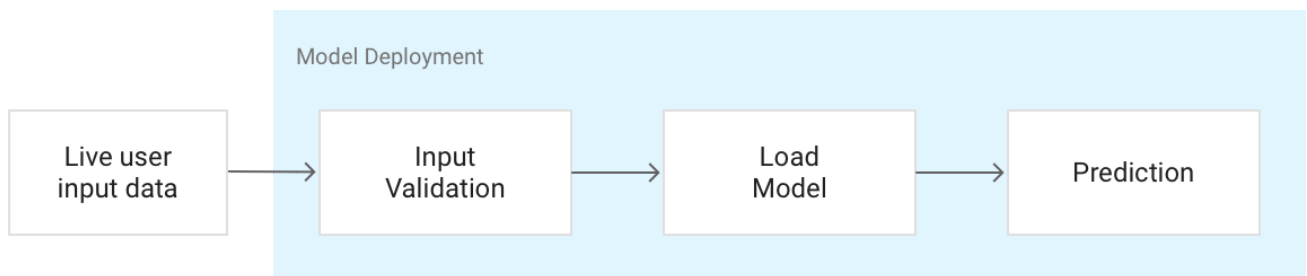 Model Deployment
Live user
input data
Input
Validation
Load
Model
Prediction